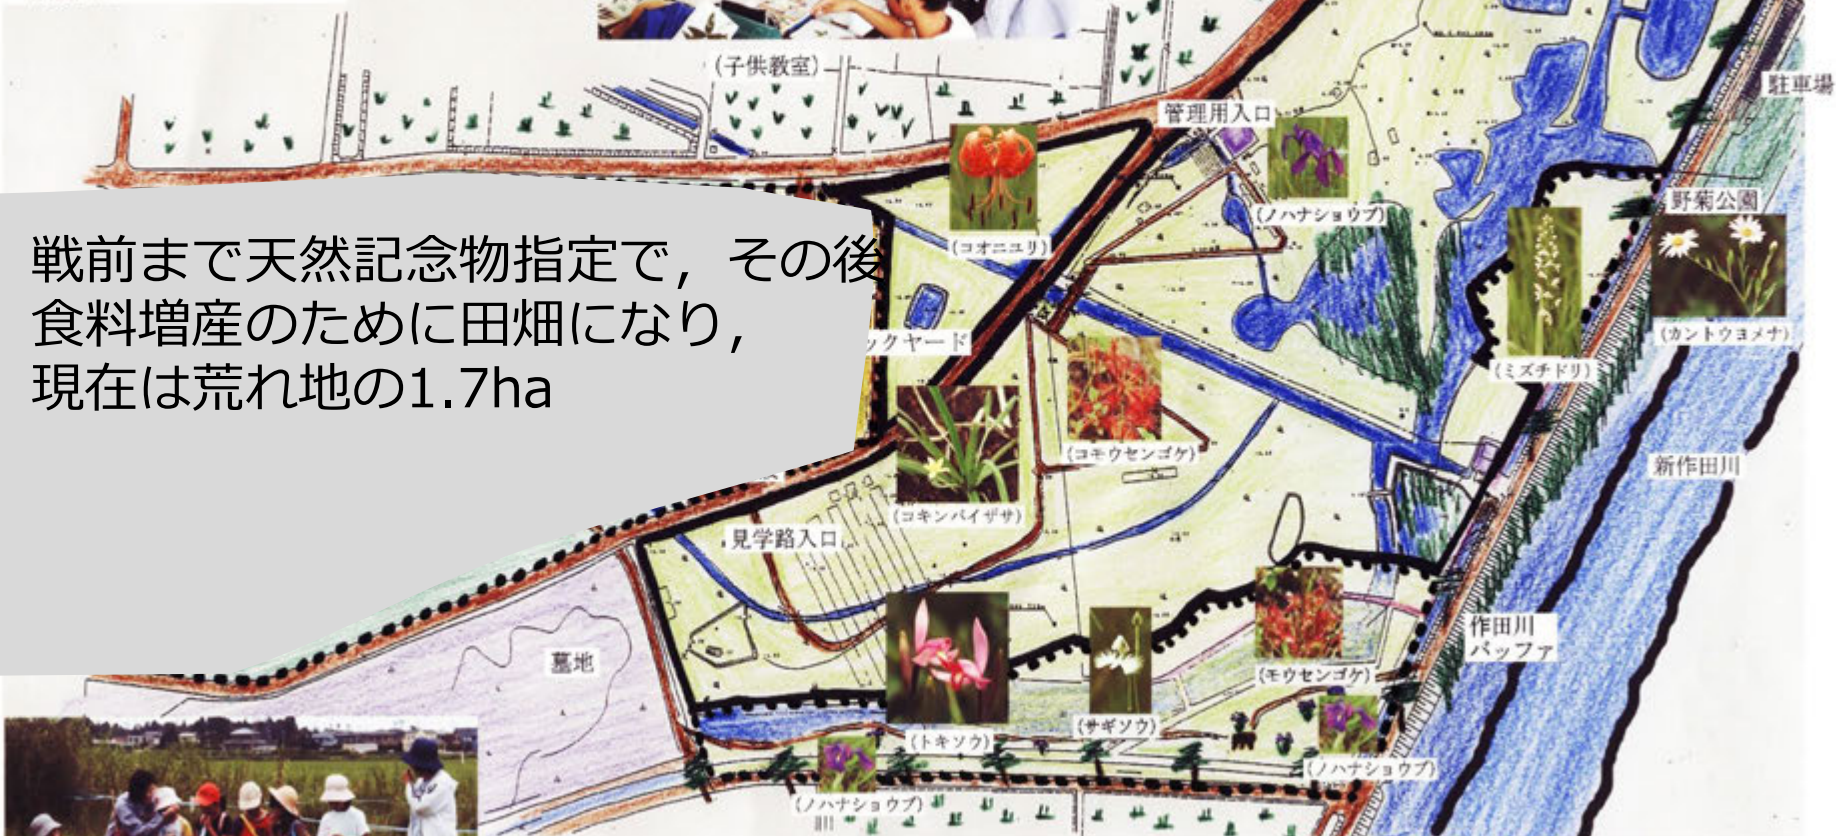 (子供教室)
駐車場
管理用入口
野菊公園
(ノハナショウブ)
(コオニユリ)
戦前まで天然記念物指定で，その後
食料増産のために田畑になり，
現在は荒れ地の1.7ha
(カントウヨメナ)
ックヤード
(ミズチドリ)
(コモウセンゴケ)
新作田川
(コキンバイザサ)
見学路入口
作田川
バッファ
墓地
(モウセンゴケ)
(サギソウ)
(トキソウ)
(ノハナショウブ)
(ノハナショウブ)